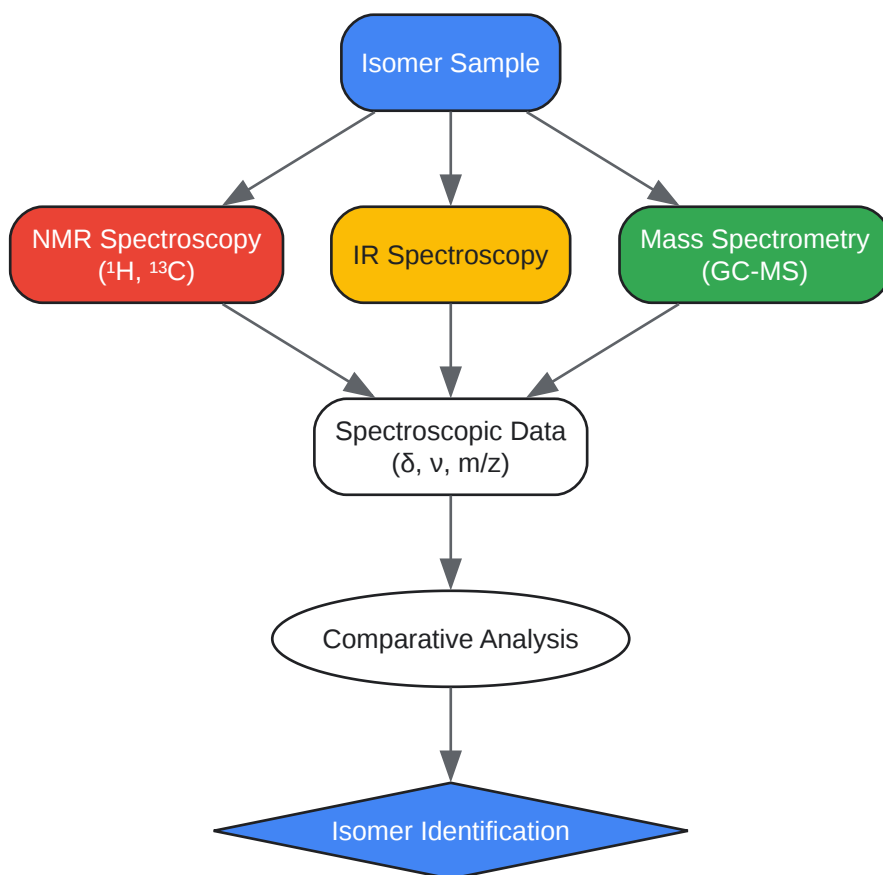 Isomer Sample
NMR Spectroscopy
(¹H, ¹³C)
IR Spectroscopy
Mass Spectrometry
(GC-MS)
Spectroscopic Data
(δ, ν, m/z)
Comparative Analysis
Isomer Identification